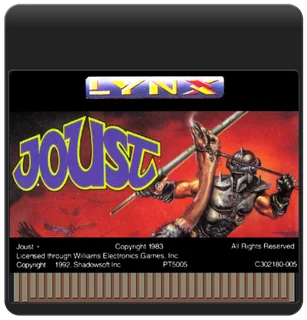 LYNX
JOUST®
Joust - Copyright 1983 All Rights Reserved
Licensed through Williams Electronics Games, Inc.
Copyright 1992, Shadowsoft Inc PT5005 C302180-005